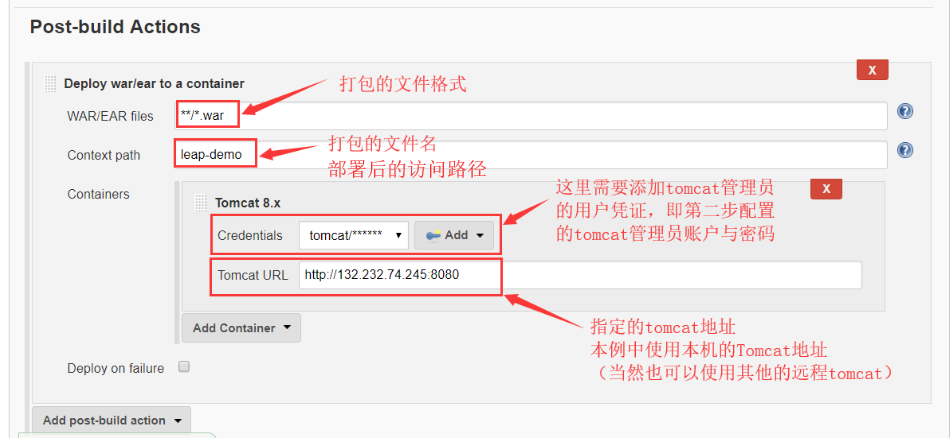 Post-build Actions
X
Deploy war/ear to a container
打包的文件格式
WAR/EAR files
**/*.war
打包的文件名
Context path
leap-demo
部署后的访问路径
Containers
这里需要添加tomcat管理员
X
Tomcat 8.x
的用户凭证，即第二步配置
Credentials
tomcat/******
Add
的tomcat管理员账户与密码
Tomcat URL
http://132.232.74.245:8080
Add Container
指定的tomcat地址
本例中使用本机的Tomcat地址
Deploy on failure
（当然也可以使用其他的远程tomcat）
Add post-build action